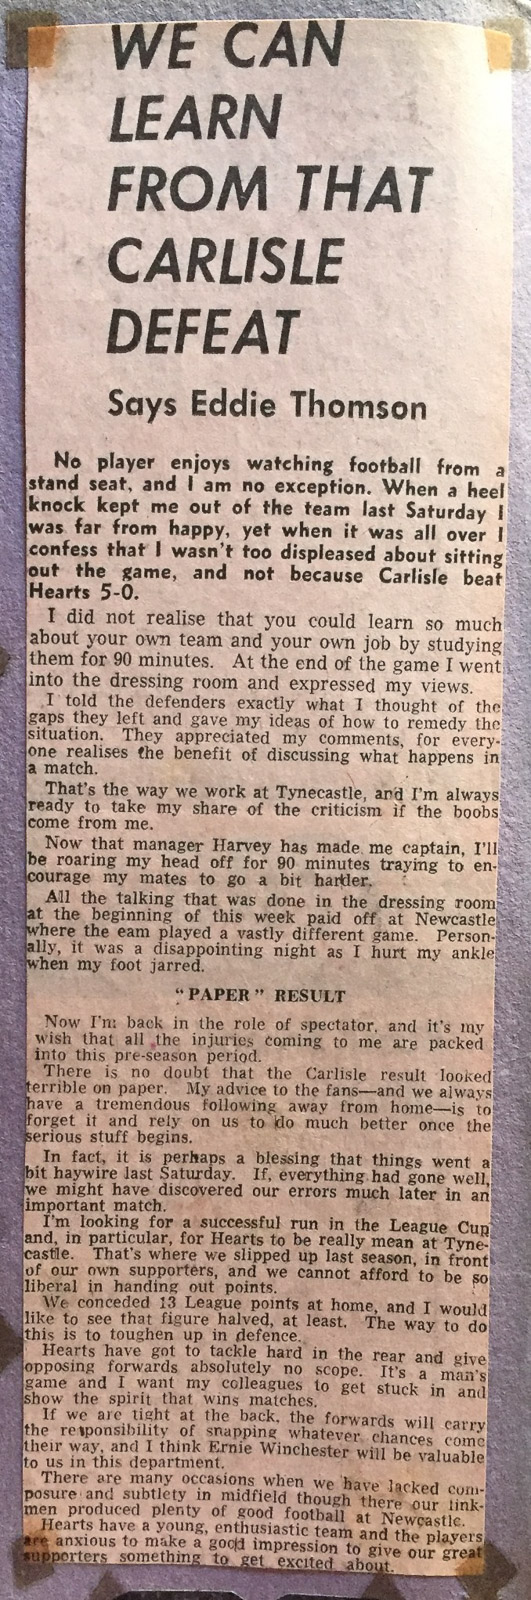 WE CAN
LEARN
FROM THAT
CARLISLE
DEFEAT
Says Eddie Thomson
No player enjoys watching football from a
stand seat, and I am no exception. When a heel
knock kept me out of the team last Saturday I
was far from happy, yet when it was all over I
confess that I wasn't too displeased about sitting
out the game, and not because Carlisle beat
Hearts 5-0.
I did not realise that you could learn so much
about your own team and your own job by studying
them for 90 minutes. At the end of the game I went
into the dressing room and expressed my views.
I told the defenders exactly what I thought of the
gaps they left and gave my ideas of how to remedy the
situation. They appreciated my comments, for every-
one realises the benefit of discussing what happens in
a match.
That's the way we work at Tynecastle, and I'm always
ready to take my share of the criticism if the boobs
come from me.
Now that manager Harvey has made me captain, I'll
be roaring my head off for 90 minutes traying to en-
courage my mates to go a bit harder.
All the talking that was done in the dressing room
at the beginning of this week paid off at Newcastle
where the eam played a vastly different game. Person-
ally, it was a disappointing night as I hurt my ankle
when my foot jarred.
"PAPER" RESULT
Now I'm back in the role of spectator, and it's my
wish that all the injuries coming to me are packed
into this pre-season period.
There is no doubt that the Carlisle result looked
terrible on paper. My advice to the fans—and we always
have a tremendous following away from home—is to
forget it and rely on us to do much better once the
serious stuff begins.
In fact, it is perhaps a blessing that things went a
bit haywire last Saturday. If, everything had gone well,
we might have discovered our errors much later in an
important match.
I'm looking for a successful run in the League Cup
and, in particular, for Hearts to be really mean at Tyne-
castle. That's where we slipped up last season, in front
of our own supporters, and we cannot afford to be so
liberal in handing out points.
We conceded 13 League points at home, and I would
like to see that figure halved, at least. The way to do
this is to toughen up in defence.
Hearts have got to tackle hard in the rear and give
opposing forwards absolutely no scope. It's a man's
game and I want my colleagues to get stuck in and
show the spirit that wins matches.
If we are tight at the back, the forwards will carry
the responsibility of snapping whatever chances come
their way, and I think Ernie Winchester will be valuable
to us in this department.
There are many occasions when we have lacked com-
posure and subtlety in midfield though there our link-
men produced plenty of good football at Newcastle.
Hearts have a young, enthusiastic team and the players
are anxious to make a good impression to give our great
supporters something to get excited about.